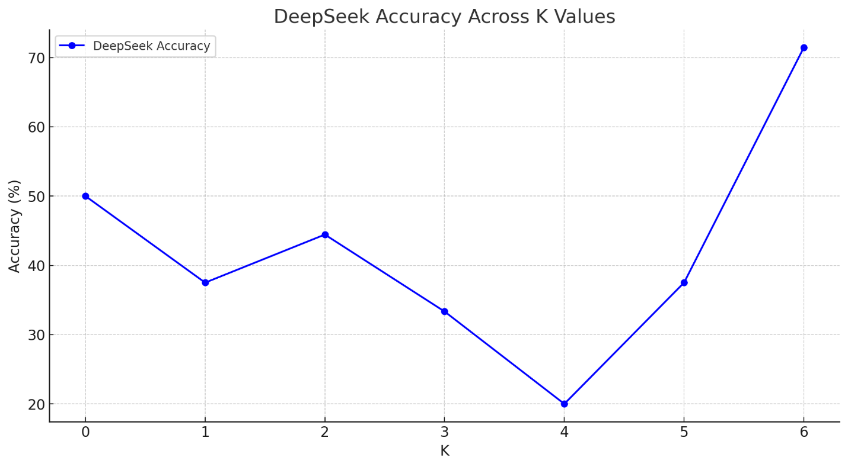 DeepSeek Accuracy Across K Values
DeepSeek Accuracy
Accuracy (%)
70
60
50
40
30
20
0 1 2 3 4 5 6
K